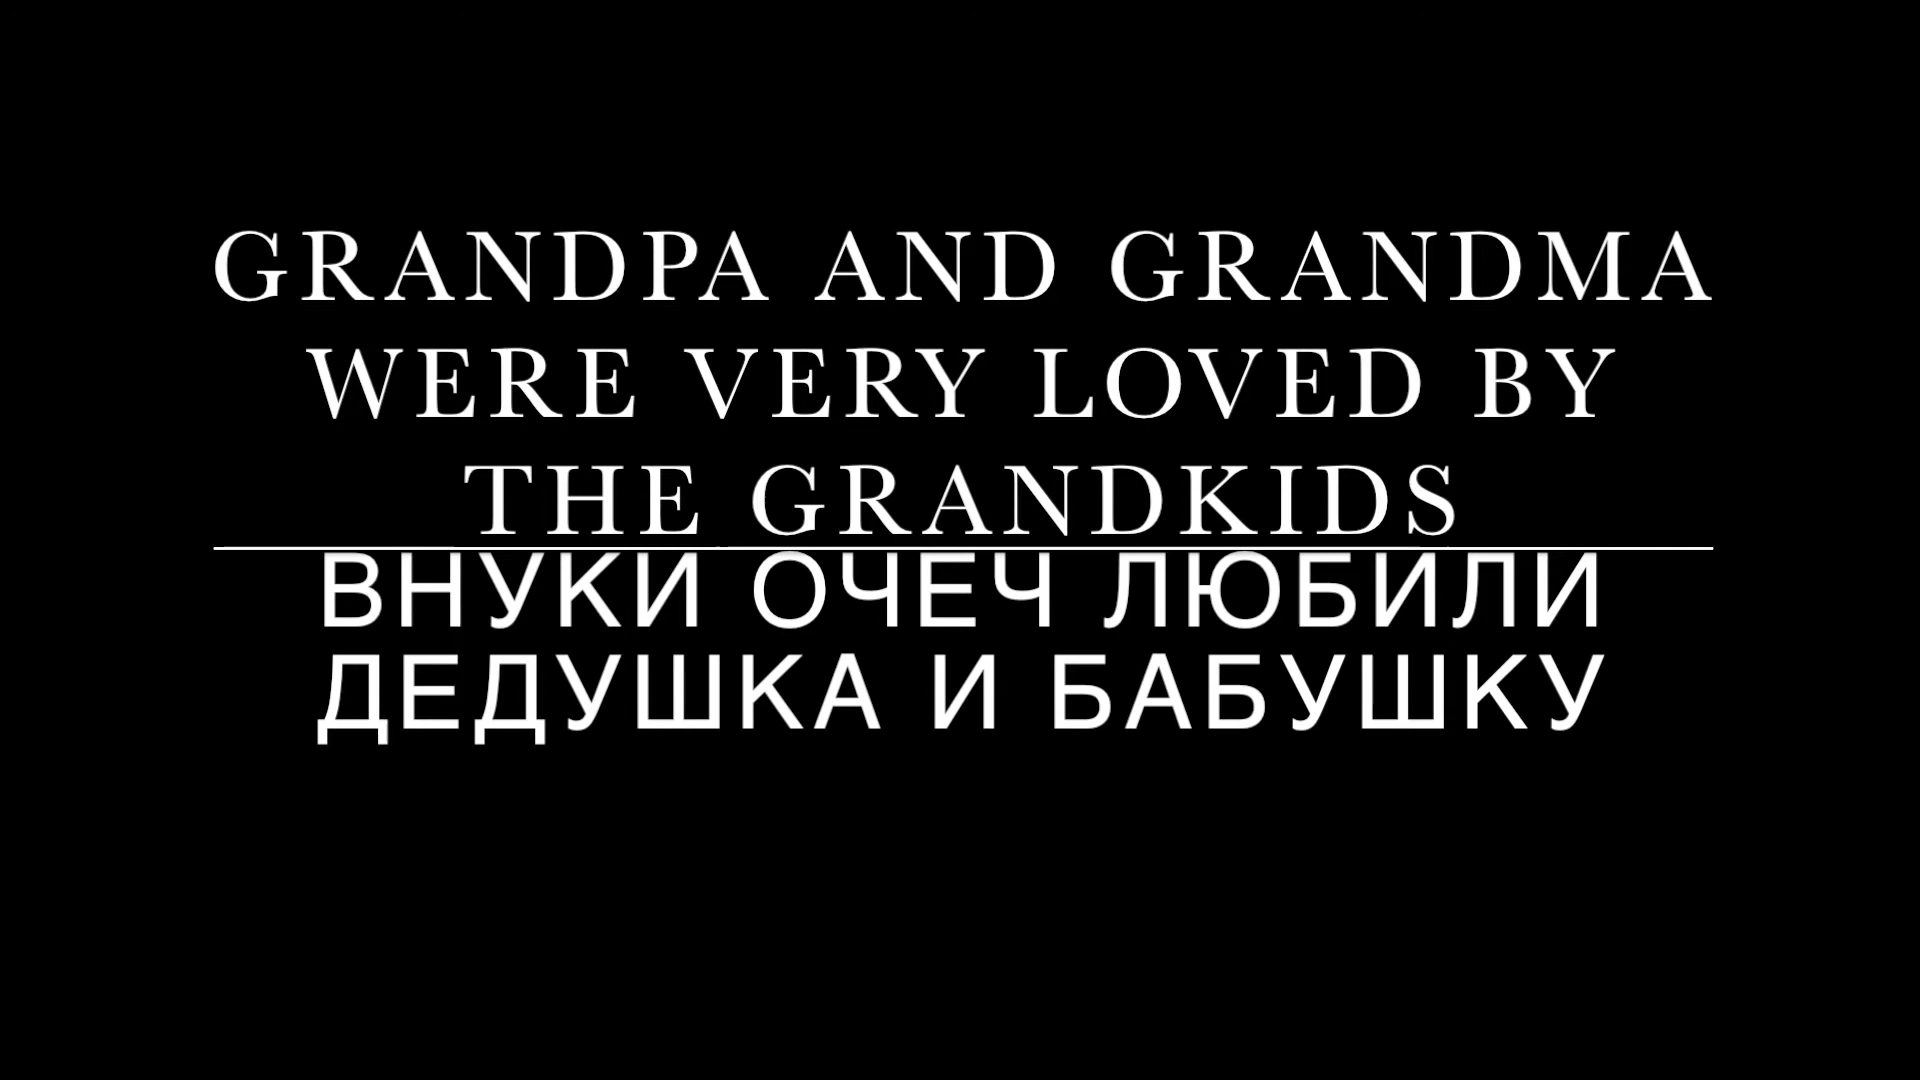 GRANDPA AND GRANDMA
WERE VERY LOVED BY
THE GRANDKIDS
ВНУКИ ОЧЕЧ ЛЮБИЛИ
ДЕДУШКА И БАБУШКУ